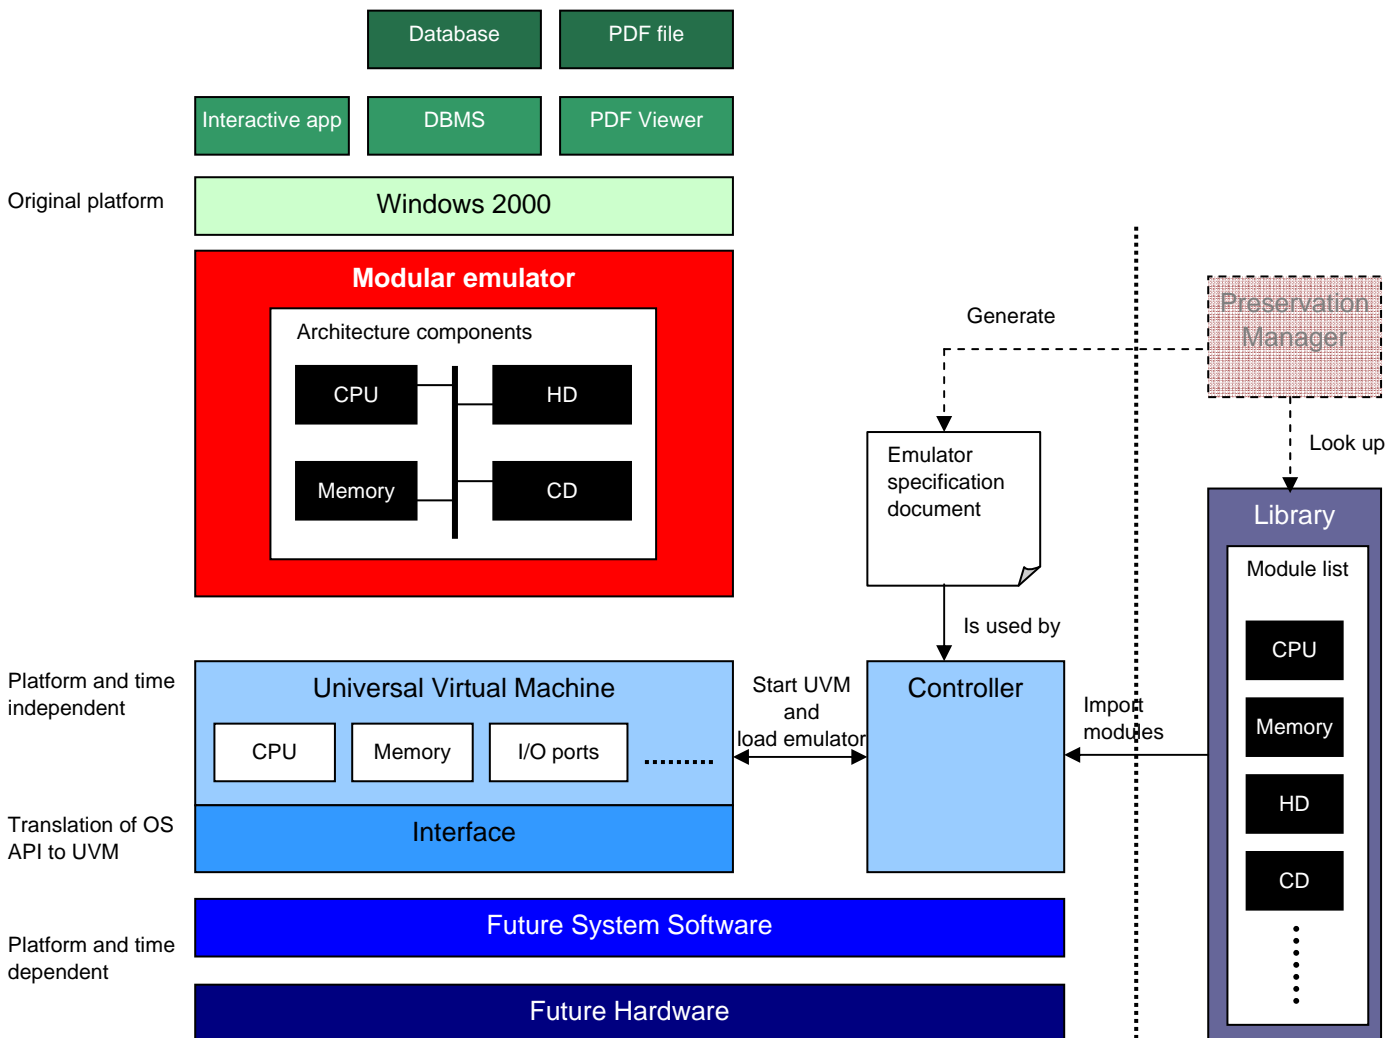 Database
PDF file
Interactive app
DBMS
PDF Viewer
Original platform
Windows 2000
Modular emulator
Architecture components
CPU
HD
Memory
CD
Generate
Preservation
Manager
Look up
Emulator
specification
document
Is used by
Library
Module list
CPU
Memory
HD
CD
Platform and time
independent
Universal Virtual Machine
CPU
Memory
I/O ports
Start UVM
and
load emulator
Controller
Import
modules
Translation of OS
API to UVM
Interface
Platform and time
dependent
Future System Software
Future Hardware